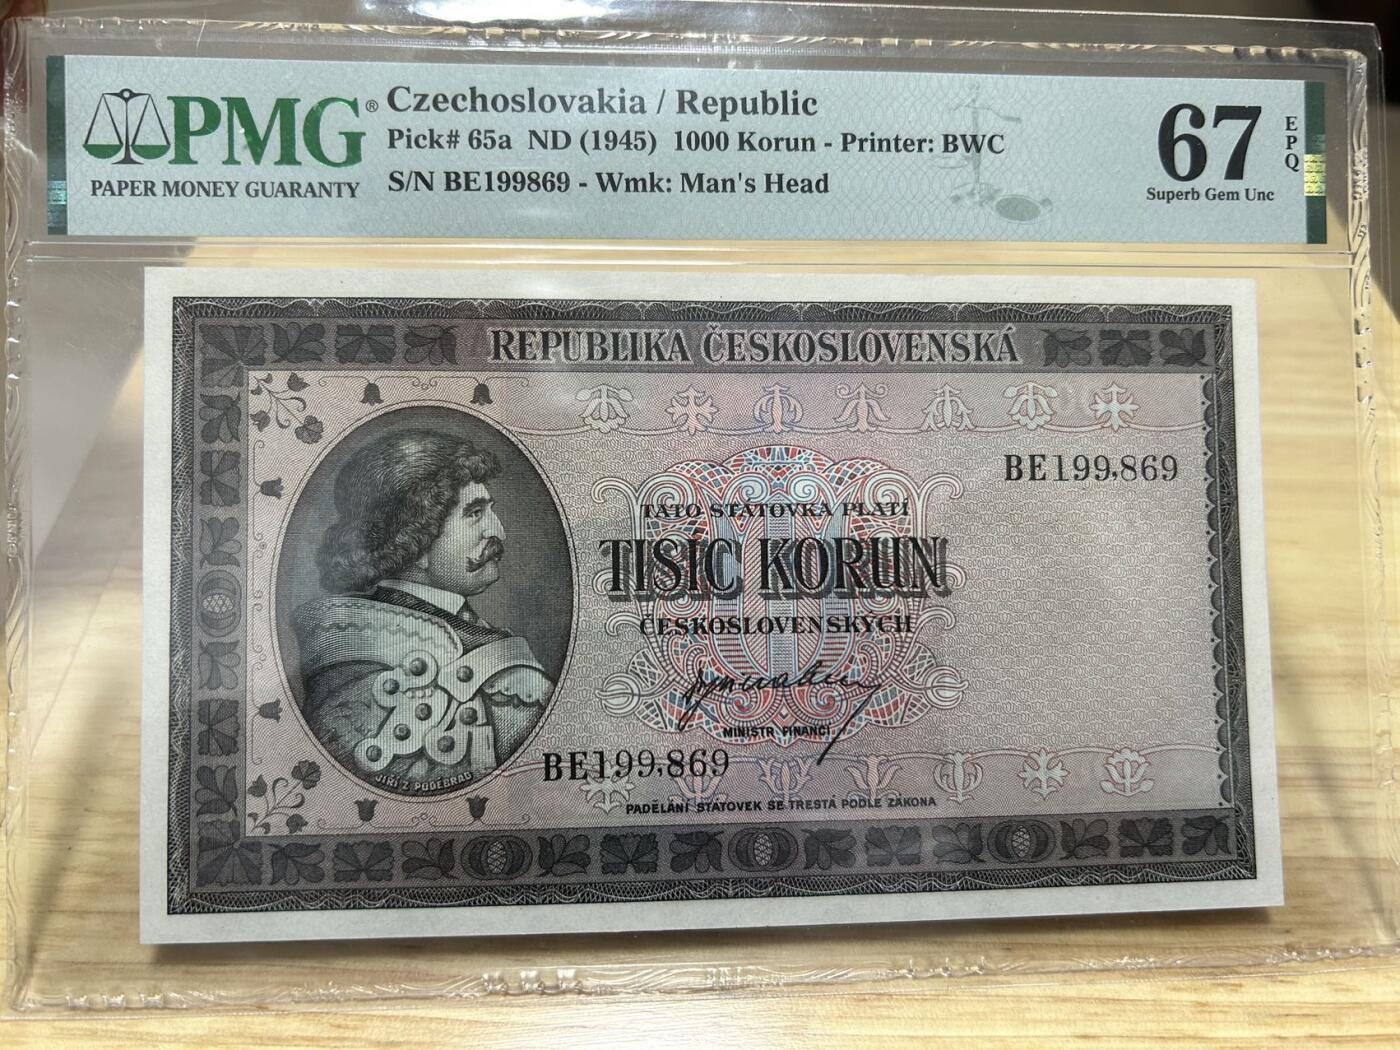 PMG®
PAPER MONEY GUARANTY
Czechoslovakia / Republic
Pick# 65a ND (1945) 1000 Korun - Printer: BWC
S/N BE199869 - Wmk: Man's Head
67
EPQ
Superb Gem Unc
REPUBLIKA ČESKOSLOVENSKÁ
BE199,869
TATO STÁTOVKA PLATÍ
TISÍC KORUN
ČESKOSLOVENSKÝCH
MINISTR FINANCÍ
BE199,869
JIŘÍ Z PODĚBRAD
PADĚLÁNÍ STÁTOVEK SE TRESTÁ PODLE ZÁKONA